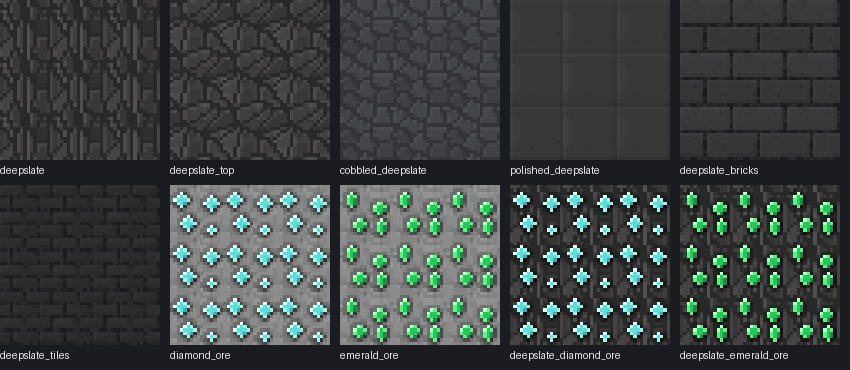 deepslate
deepslate_top
cobbled_deepslate
polished_deepslate
deepslate_bricks
deepslate_tiles
diamond_ore
emerald_ore
deepslate_diamond_ore
deepslate_emerald_ore